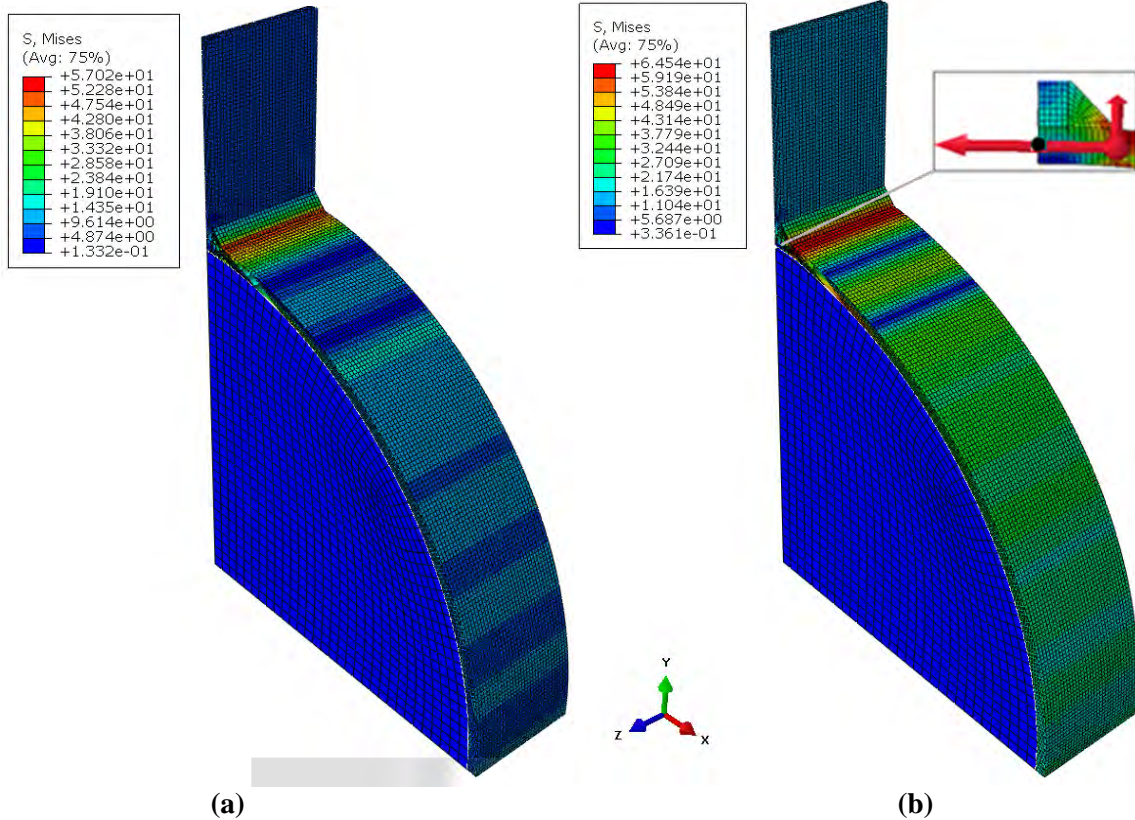 S, Mises
(Avg: 75%)
+5.702e+01
+5.228e+01
+4.754e+01
+4.280e+01
+3.806e+01
+3.332e+01
+2.858e+01
+2.384e+01
+1.910e+01
+1.435e+01
+9.614e+00
+4.874e+00
+1.332e-01
S, Mises
(Avg: 75%)
+6.454e+01
+5.919e+01
+5.384e+01
+4.849e+01
+4.314e+01
+3.779e+01
+3.244e+01
+2.709e+01
+2.174e+01
+1.639e+01
+1.104e+01
+5.687e+00
+3.361e-01
Y
Z
X
(a)
(b)